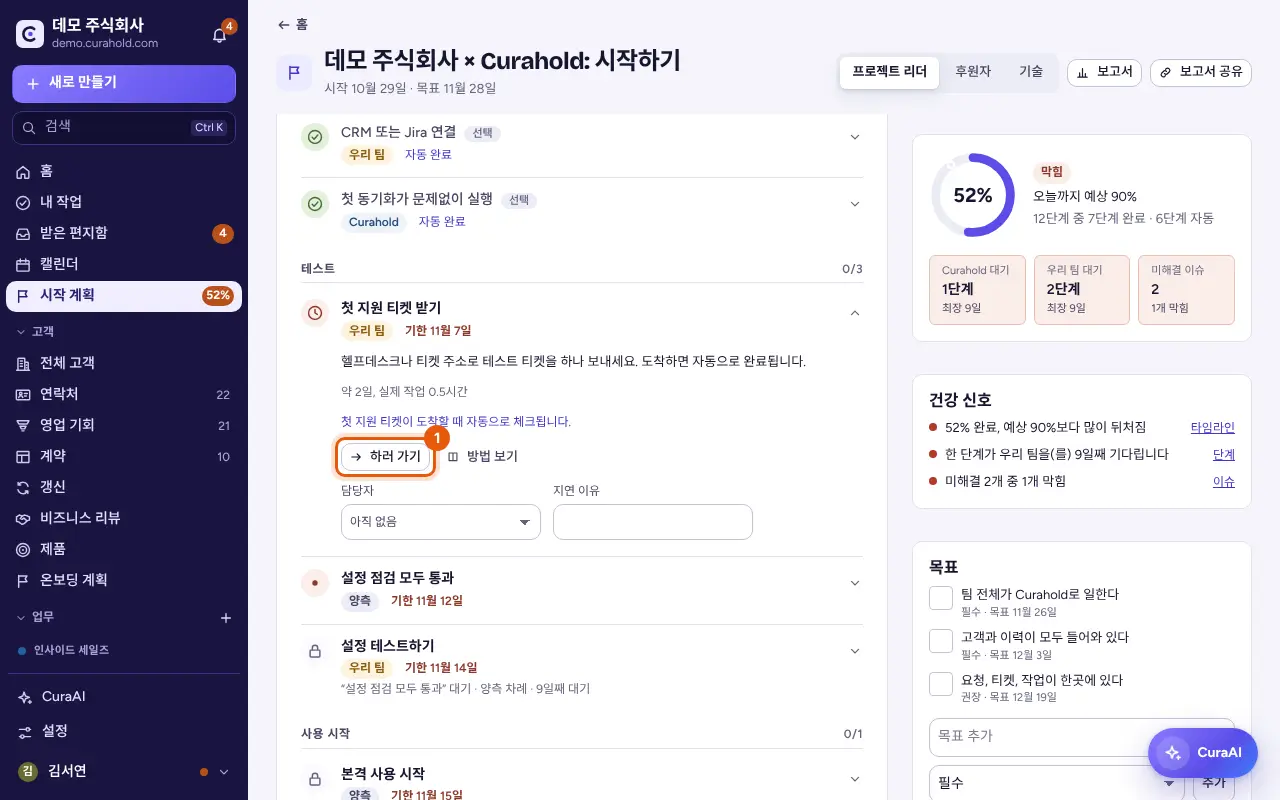 데모 주식회사
demo.curahold.com
4
새로 만들기
검색
Ctrl K
홈
내 작업
받은 편지함
4
캘린더
시작 계획
52%
고객
전체 고객
연락처
22
영업 기회
21
계약
10
갱신
비즈니스 리뷰
제품
온보딩 계획
업무
인사이드 세일즈
CuraAI
설정
김
김서연
홈
데모 주식회사 × Curahold: 시작하기
시작 10월 29일 · 목표 11월 28일
프로젝트 리더
후원자
기술
보고서
보고서 공유
CRM 또는 Jira 연결
선택
우리 팀
자동 완료
첫 동기화가 문제없이 실행
선택
Curahold
자동 완료
테스트
0/3
첫 지원 티켓 받기
우리 팀
기한 11월 7일
헬프데스크나 티켓 주소로 테스트 티켓을 하나 보내세요. 도착하면 자동으로 완료됩니다.
약 2일, 실제 작업 0.5시간
첫 지원 티켓이 도착할 때 자동으로 체크됩니다.
1
하러 가기
방법 보기
담당자
지연 이유
아직 없음
설정 점검 모두 통과
양측
기한 11월 12일
설정 테스트하기
우리 팀
기한 11월 14일
“설정 점검 모두 통과” 대기 · 양측 차례 · 9일째 대기
사용 시작
0/1
본격 사용 시작
양측
기한 11월 15일
52%
막힘
오늘까지 예상 90%
12단계 중 7단계 완료 · 6단계 자동
Curahold 대기
1단계
최장 9일
우리 팀 대기
2단계
최장 9일
미해결 이슈
2
1개 막힘
건강 신호
52% 완료, 예상 90%보다 많이 뒤처짐
타임라인
한 단계가 우리 팀을(를) 9일째 기다립니다
단계
미해결 2개 중 1개 막힘
이슈
목표
팀 전체가 Curahold로 일한다
필수 · 목표 11월 26일
고객과 이력이 모두 들어와 있다
필수 · 목표 12월 3일
요청, 티켓, 작업이 한곳에 있다
권장 · 목표 12월 19일
목표 추가
필수
추가
CuraAI